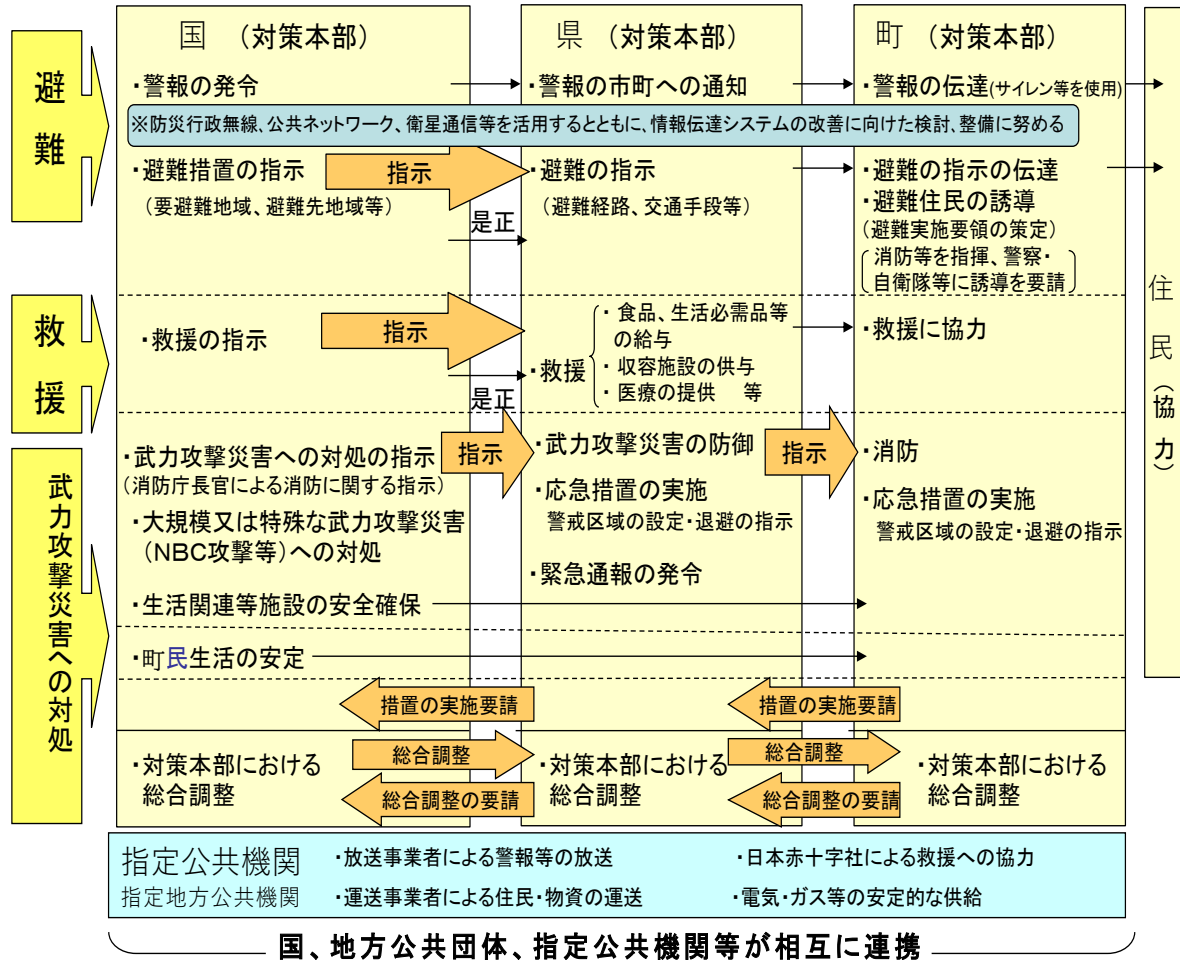 国 (対策本部)
県 (対策本部)
町 (対策本部)
避難
・警報の発令
・警報の市町への通知
・警報の伝達(サイレン等を使用)
※防災行政無線、公共ネットワーク、衛星通信等を活用するとともに、情報伝達システムの改善に向けた検討、整備に努める
・避難措置の指示
(要避難地域、避難先地域等)
指示
是正
・避難の指示
(避難経路、交通手段等)
・避難の指示の伝達
・避難住民の誘導
(避難実施要領の策定)
消防等を指揮、警察・
自衛隊等に誘導を要請
住民(協力)
救援
・救援の指示
指示
是正
・救援
・食品、生活必需品等
の給与
・収容施設の供与
・医療の提供 等
・救援に協力
武力攻撃災害への対処
・武力攻撃災害への対処の指示
(消防庁長官による消防に関する指示)
指示
・武力攻撃災害の防御
指示
・消防
・大規模又は特殊な武力攻撃災害
(NBC攻撃等)への対処
・応急措置の実施
警戒区域の設定・退避の指示
・応急措置の実施
警戒区域の設定・退避の指示
・緊急通報の発令
・生活関連等施設の安全確保
・町民生活の安定
措置の実施要請
措置の実施要請
・対策本部における
総合調整
総合調整
総合調整の要請
・対策本部における
総合調整
総合調整
総合調整の要請
・対策本部における
総合調整
指定公共機関
指定地方公共機関
・放送事業者による警報等の放送
・日本赤十字社による救援への協力
・運送事業者による住民・物資の運送
・電気・ガス等の安定的な供給
国、地方公共団体、指定公共機関等が相互に連携